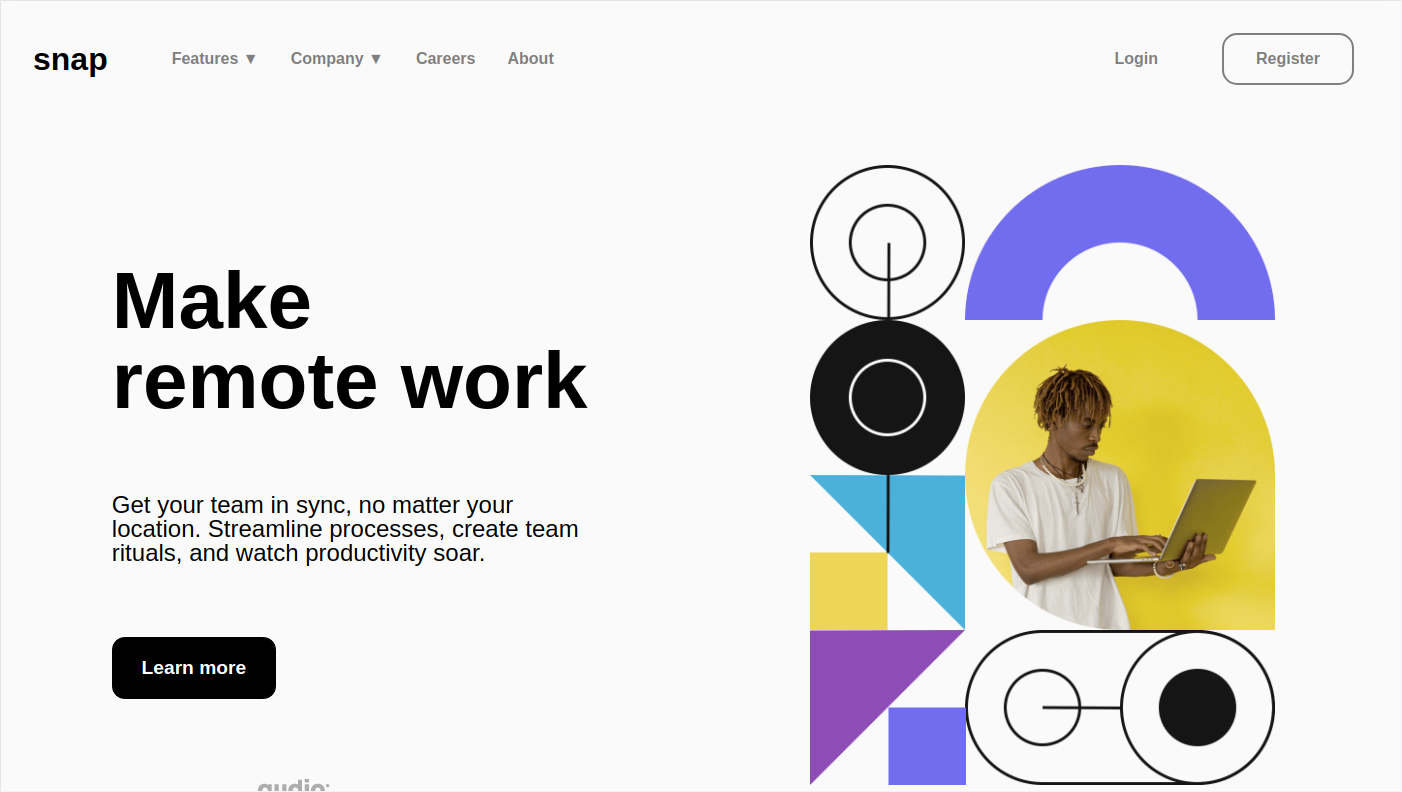 snap
Features ▼
Company ▼
Careers
About
Login
Register
Make
remote work
Get your team in sync, no matter your
location. Streamline processes, create team
rituals, and watch productivity soar.
Learn more